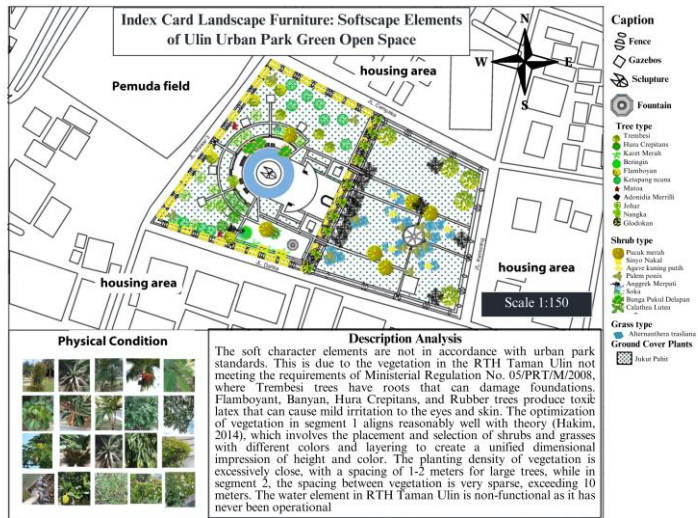 Index Card Landscape Furniture: Softscape Elements
of Ulin Urban Park Green Open Space
Pemuda field
housing area
N
W
E
S
JL. Cempaka
JL. Dahlia
housing area
housing area
Scale 1:150
Caption
Fence
Gazebos
Sclupture
Fountain
Tree type
Trembesi
Hura Crepitans
Karet Merah
Beringin
Flamboyan
Ketapang ncana
Matoa
Adonidia Merrilli
Johar
Nangka
Glodokan
Shrub type
Pucuk merah
Sinyo Nakal
Agave kuning putih
Palem ponix
Anggrek Merpati
Soka
Bunga Pukul Delapan
Calathea Lutea
Grass type
Alternanthera trasliana
Ground Cover Plants
Jukut Pahit
Physical Condition
Description Analysis
The soft character elements are not in accordance with urban park
standards. This is due to the vegetation in the RTH Taman Ulin not
meeting the requirements of Ministerial Regulation No. 05/PRT/M/2008,
where Trembesi trees have roots that can damage foundations.
Flamboyant, Banyan, Hura Crepitans, and Rubber trees produce toxic
latex that can cause mild irritation to the eyes and skin. The optimization
of vegetation in segment 1 aligns reasonably well with theory (Hakim,
2014), which involves the placement and selection of shrubs and grasses
with different colors and layering to create a unified dimensional
impression of height and color. The planting density of vegetation is
excessively close, with a spacing of 1-2 meters for large trees, while in
segment 2, the spacing between vegetation is very sparse, exceeding 10
meters. The water element in RTH Taman Ulin is non-functional as it has
never been operational